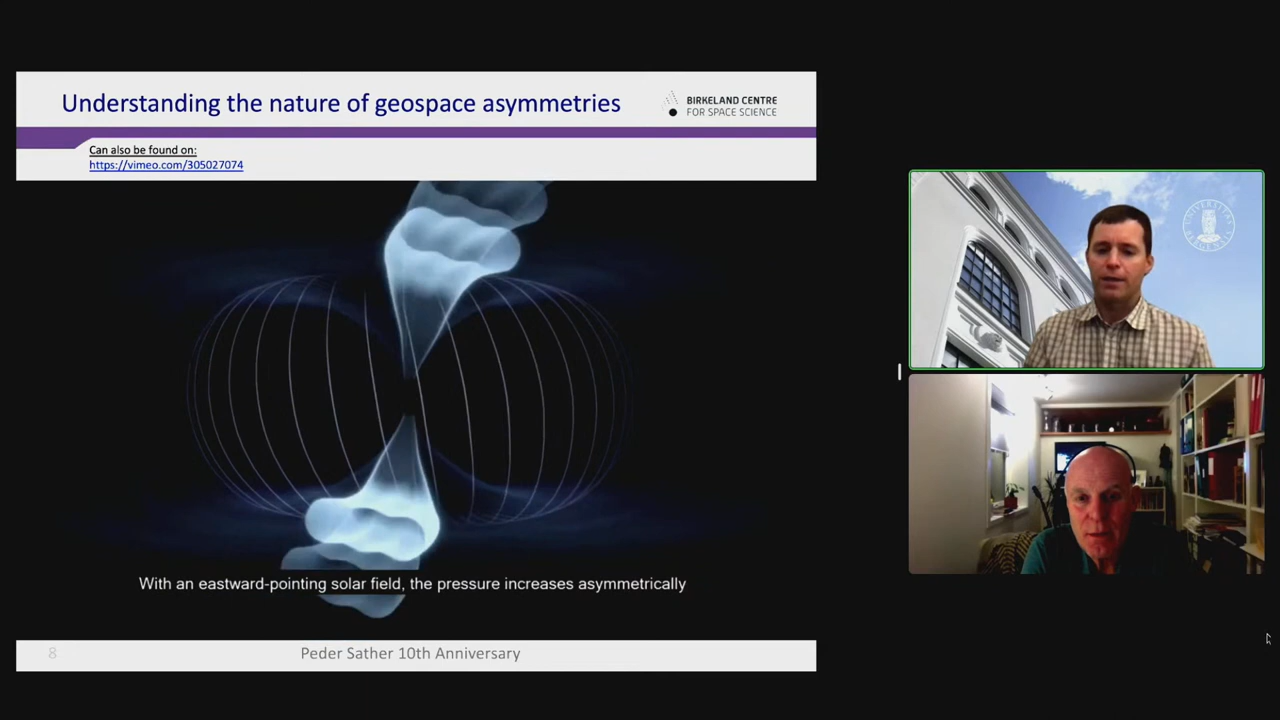 Understanding the nature of geospace asymmetries
BIRKELAND CENTRE
FOR SPACE SCIENCE
Can also be found on:
https://vimeo.com/305027074
With an eastward-pointing solar field, the pressure increases asymmetrically
8
Peder Sather 10th Anniversary